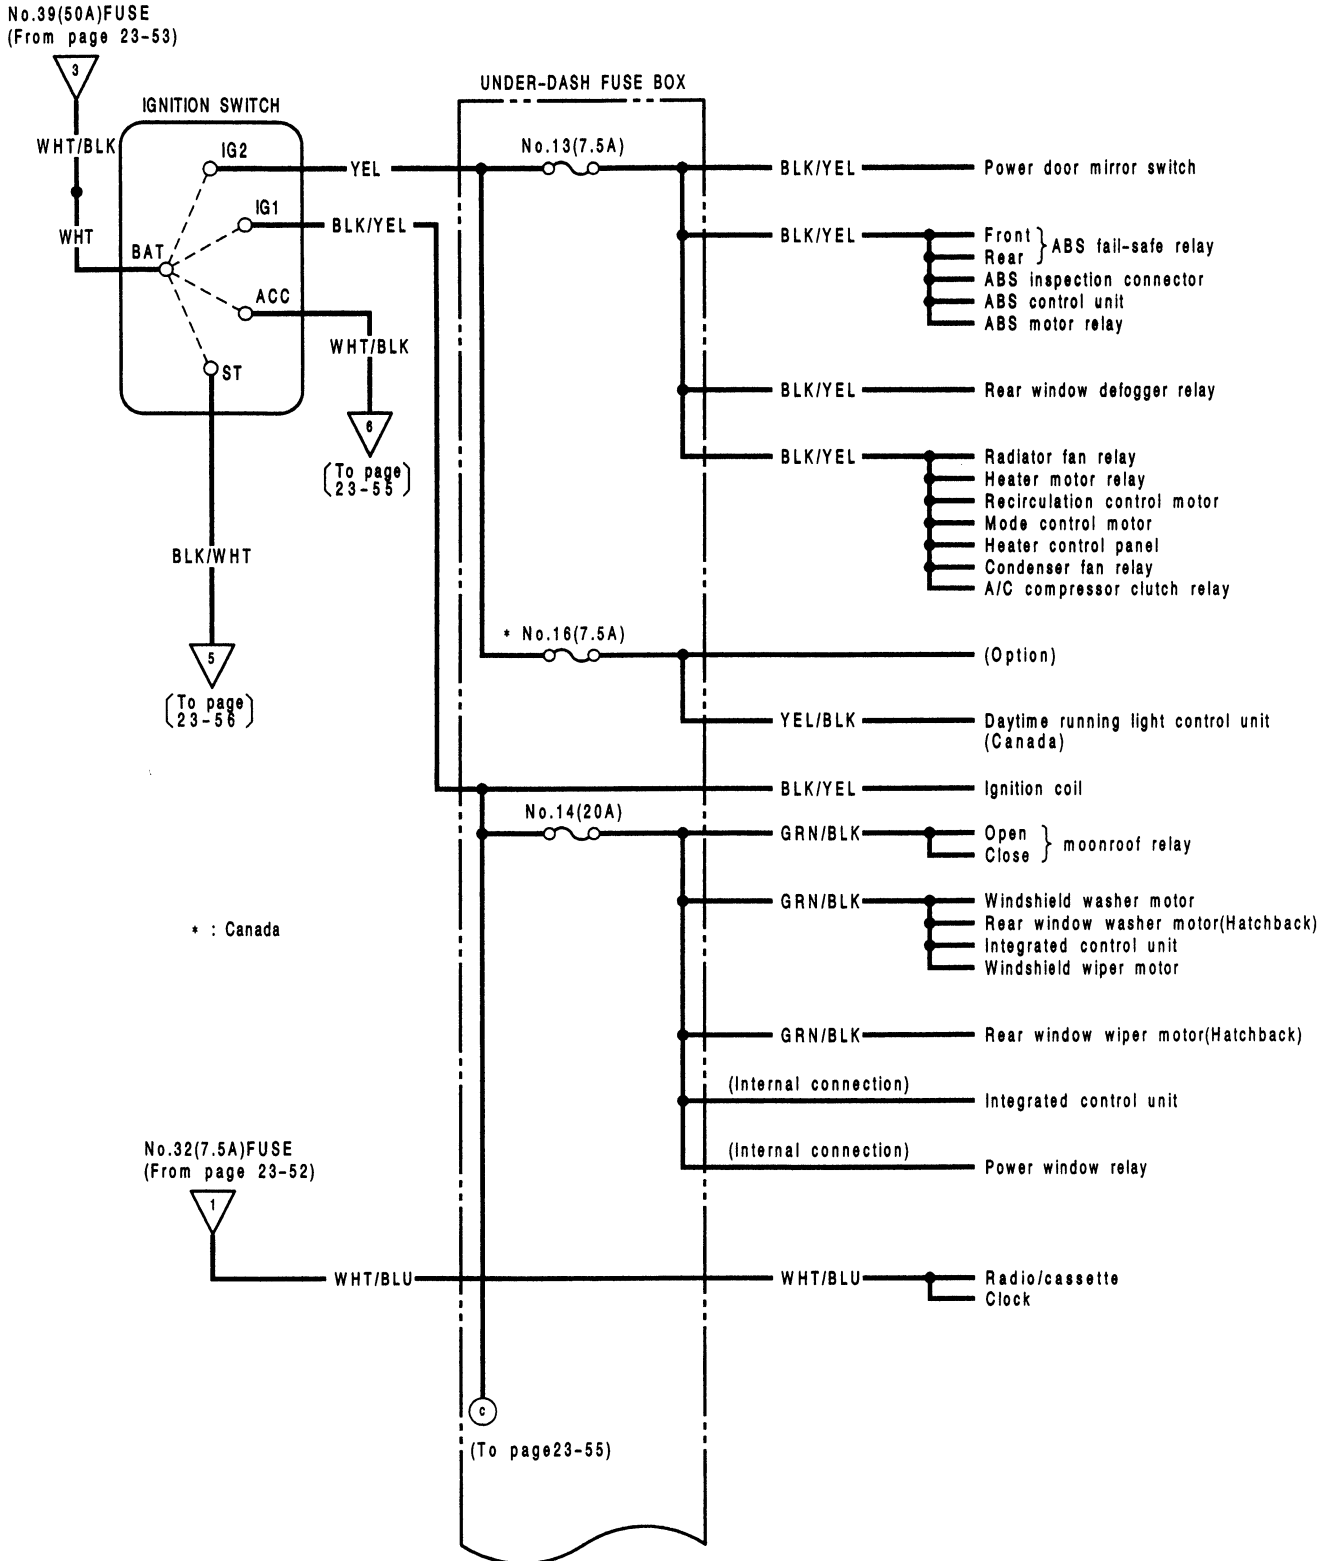 No.39(50A)FUSE
(From page 23-53)
3
UNDER-DASH FUSE BOX
IGNITION SWITCH
WHT/BLK
IG2
YEL
No.13(7.5A)
BLK/YEL
Power door mirror switch
IG1
BLK/YEL
WHT
BAT
BLK/YEL
Front
Rear
ABS fail-safe relay
ABS inspection connector
ABS control unit
ABS motor relay
ACC
WHT/BLK
ST
6
(To page
23-55)
BLK/YEL
Rear window defogger relay
BLK/YEL
Radiator fan relay
Heater motor relay
Recirculation control motor
Mode control motor
Heater control panel
Condenser fan relay
A/C compressor clutch relay
BLK/WHT
5
(To page
23-56)
* No.16(7.5A)
(Option)
YEL/BLK
Daytime running light control unit
(Canada)
BLK/YEL
Ignition coil
No.14(20A)
GRN/BLK
Open
Close
moonroof relay
GRN/BLK
Windshield washer motor
Rear window washer motor(Hatchback)
Integrated control unit
Windshield wiper motor
* : Canada
GRN/BLK
Rear window wiper motor(Hatchback)
(Internal connection)
Integrated control unit
(Internal connection)
Power window relay
No.32(7.5A)FUSE
(From page 23-52)
1
WHT/BLU
WHT/BLU
Radio/cassette
Clock
c
(To page23-55)